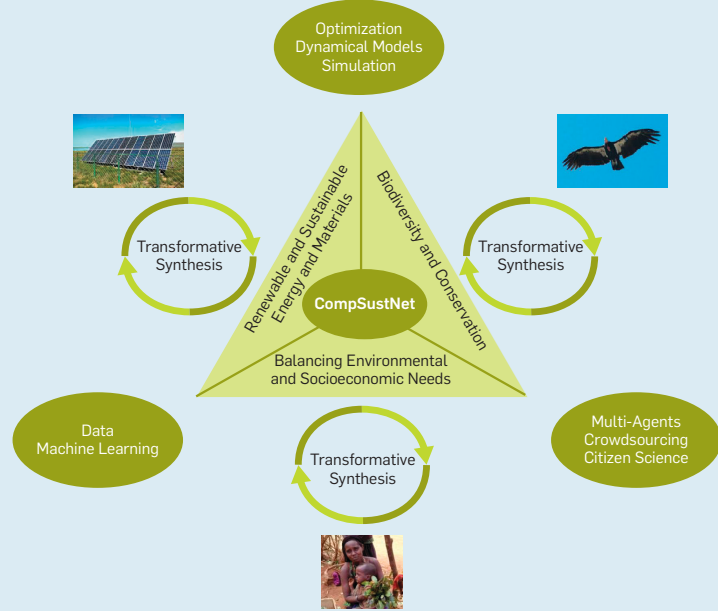 Optimization
Dynamical Models
Simulation
Renewable and Sustainable
Energy and Materials
Biodiversity and Conservation
Transformative
Synthesis
Transformative
Synthesis
CompSustNet
Balancing Environmental
and Socioeconomic Needs
Data
Machine Learning
Multi-Agents
Crowdsourcing
Citizen Science
Transformative
Synthesis